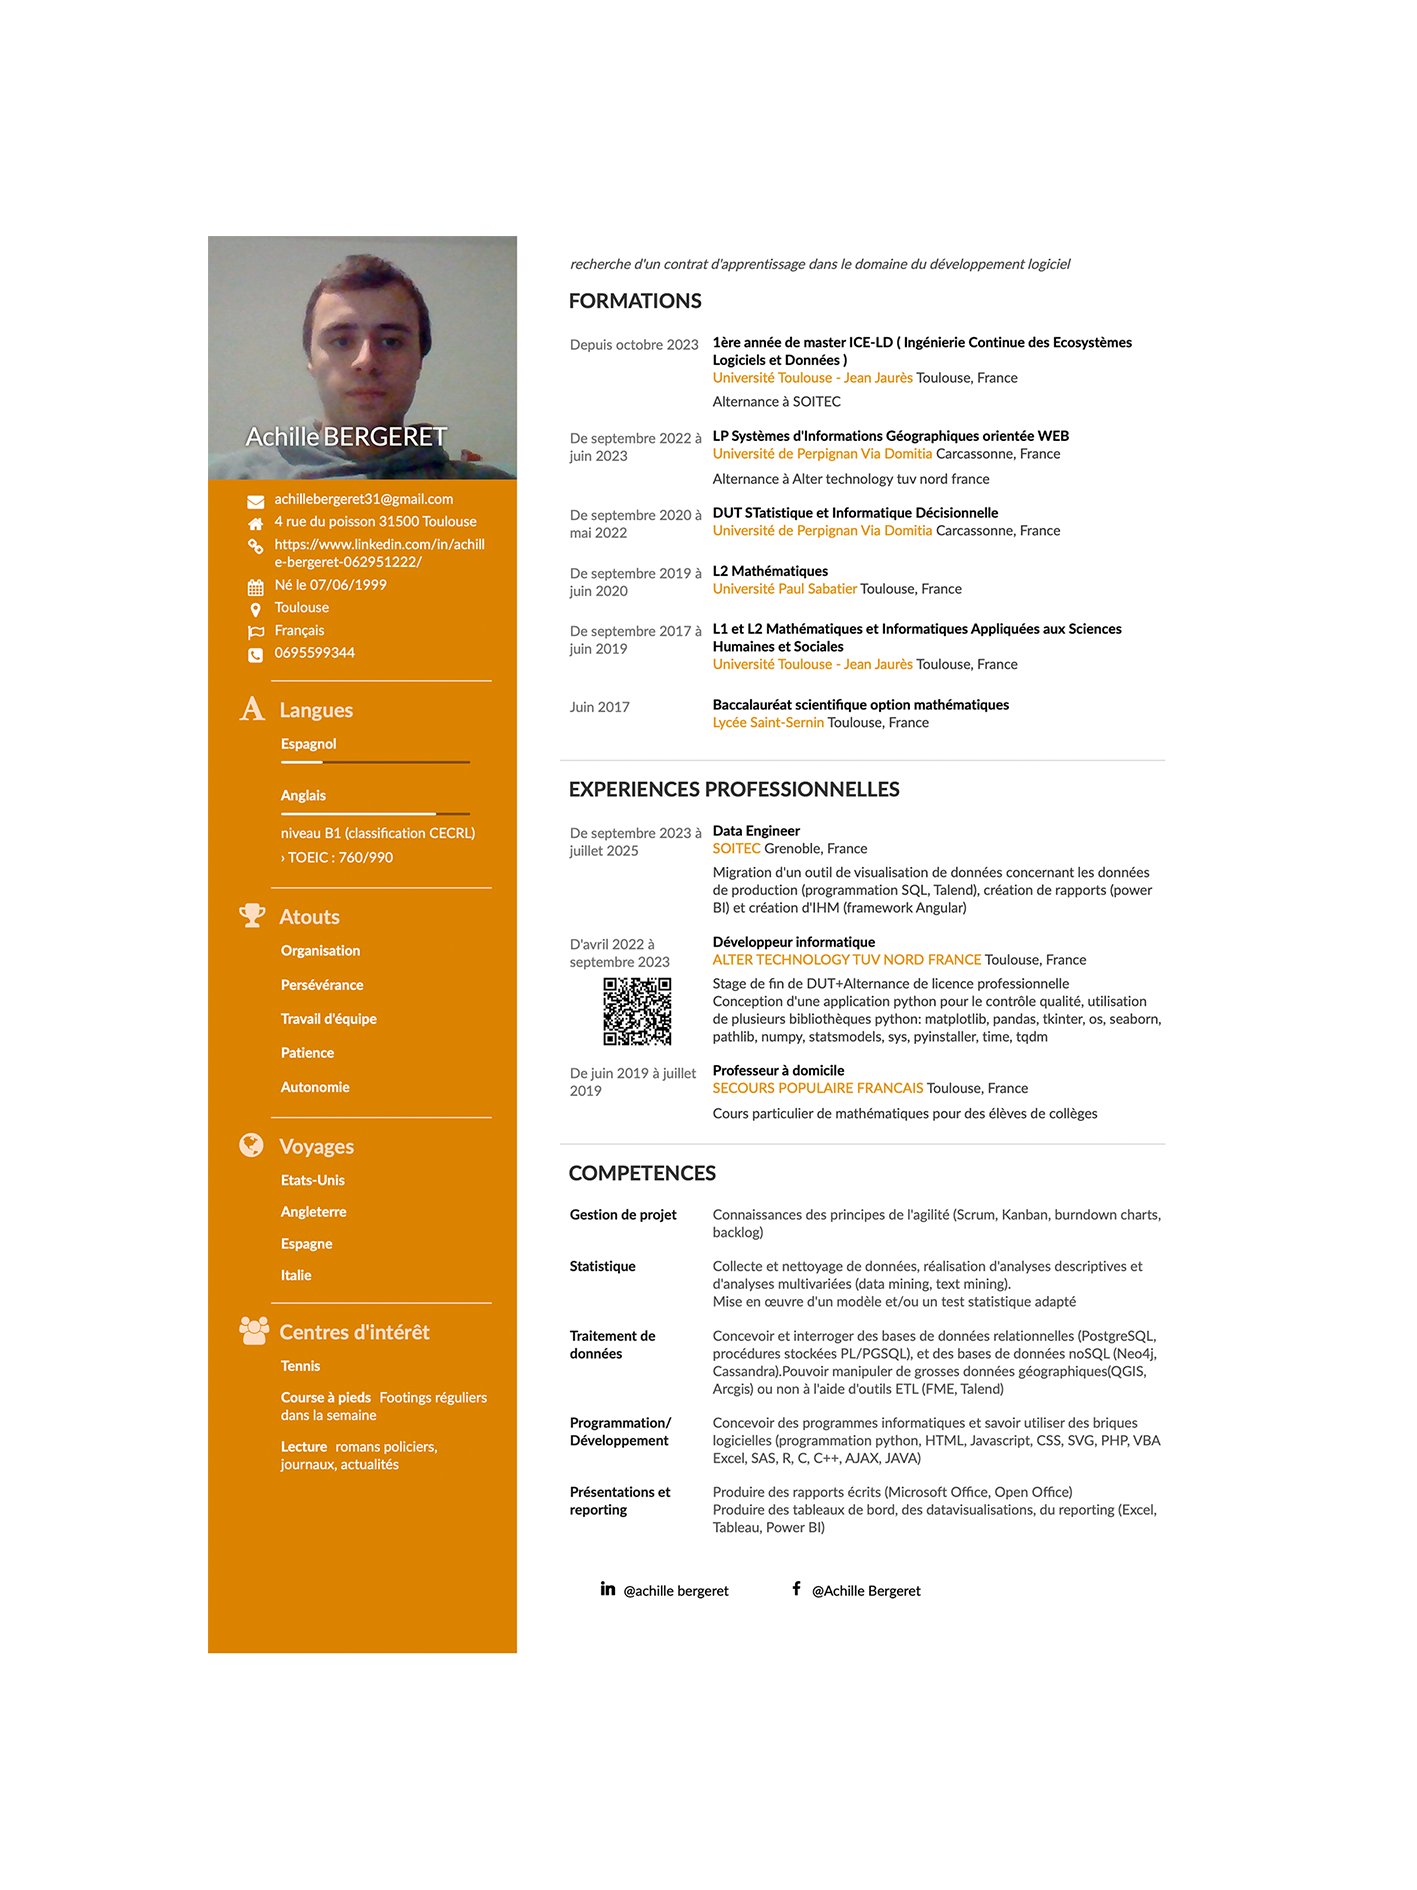 Achille BERGERET
achillebergeret31@gmail.com
4 rue du poisson 31500 Toulouse
https://www.linkedin.com/in/achill
e-bergeret-062951222/
Né le 07/06/1999
Toulouse
Français
0695599344
Langues
Espagnol
Anglais
niveau B1 (classification CECRL)
› TOEIC : 760/990
Atouts
Organisation
Persévérance
Travail d'équipe
Patience
Autonomie
Voyages
Etats-Unis
Angleterre
Espagne
Italie
Centres d'intérêt
Tennis
Course à pieds Footings réguliers
dans la semaine
Lecture romans policiers,
journaux, actualités
recherche d'un contrat d'apprentissage dans le domaine du développement logiciel
FORMATIONS
Depuis octobre 2023
1ère année de master ICE-LD ( Ingénierie Continue des Ecosystèmes
Logiciels et Données )
Université Toulouse - Jean Jaurès Toulouse, France
Alternance à SOITEC
De septembre 2022 à
juin 2023
LP Systèmes d'Informations Géographiques orientée WEB
Université de Perpignan Via Domitia Carcassonne, France
Alternance à Alter technology tuv nord france
De septembre 2020 à
mai 2022
DUT STatistique et Informatique Décisionnelle
Université de Perpignan Via Domitia Carcassonne, France
De septembre 2019 à
juin 2020
L2 Mathématiques
Université Paul Sabatier Toulouse, France
De septembre 2017 à
juin 2019
L1 et L2 Mathématiques et Informatiques Appliquées aux Sciences
Humaines et Sociales
Université Toulouse - Jean Jaurès Toulouse, France
Juin 2017
Baccalauréat scientifique option mathématiques
Lycée Saint-Sernin Toulouse, France
EXPERIENCES PROFESSIONNELLES
De septembre 2023 à
juillet 2025
Data Engineer
SOITEC Grenoble, France
Migration d'un outil de visualisation de données concernant les données
de production (programmation SQL, Talend), création de rapports (power
BI) et création d'IHM (framework Angular)
D'avril 2022 à
septembre 2023
Développeur informatique
ALTER TECHNOLOGY TUV NORD FRANCE Toulouse, France
Stage de fin de DUT+Alternance de licence professionnelle
Conception d'une application python pour le contrôle qualité, utilisation
de plusieurs bibliothèques python: matplotlib, pandas, tkinter, os, seaborn,
pathlib, numpy, statsmodels, sys, pyinstaller, time, tqdm
De juin 2019 à juillet
2019
Professeur à domicile
SECOURS POPULAIRE FRANCAIS Toulouse, France
Cours particulier de mathématiques pour des élèves de collèges
COMPETENCES
Gestion de projet
Connaissances des principes de l'agilité (Scrum, Kanban, burndown charts,
backlog)
Statistique
Collecte et nettoyage de données, réalisation d'analyses descriptives et
d'analyses multivariées (data mining, text mining).
Mise en œuvre d'un modèle et/ou un test statistique adapté
Traitement de
données
Concevoir et interroger des bases de données relationnelles (PostgreSQL,
procédures stockées PL/PGSQL), et des bases de données noSQL (Neo4j,
Cassandra).Pouvoir manipuler de grosses données géographiques(QGIS,
Arcgis) ou non à l'aide d'outils ETL (FME, Talend)
Programmation/
Développement
Concevoir des programmes informatiques et savoir utiliser des briques
logicielles (programmation python, HTML, Javascript, CSS, SVG, PHP, VBA
Excel, SAS, R, C, C++, AJAX, JAVA)
Présentations et
reporting
Produire des rapports écrits (Microsoft Office, Open Office)
Produire des tableaux de bord, des datavisualisations, du reporting (Excel,
Tableau, Power BI)
@achille bergeret
@Achille Bergeret